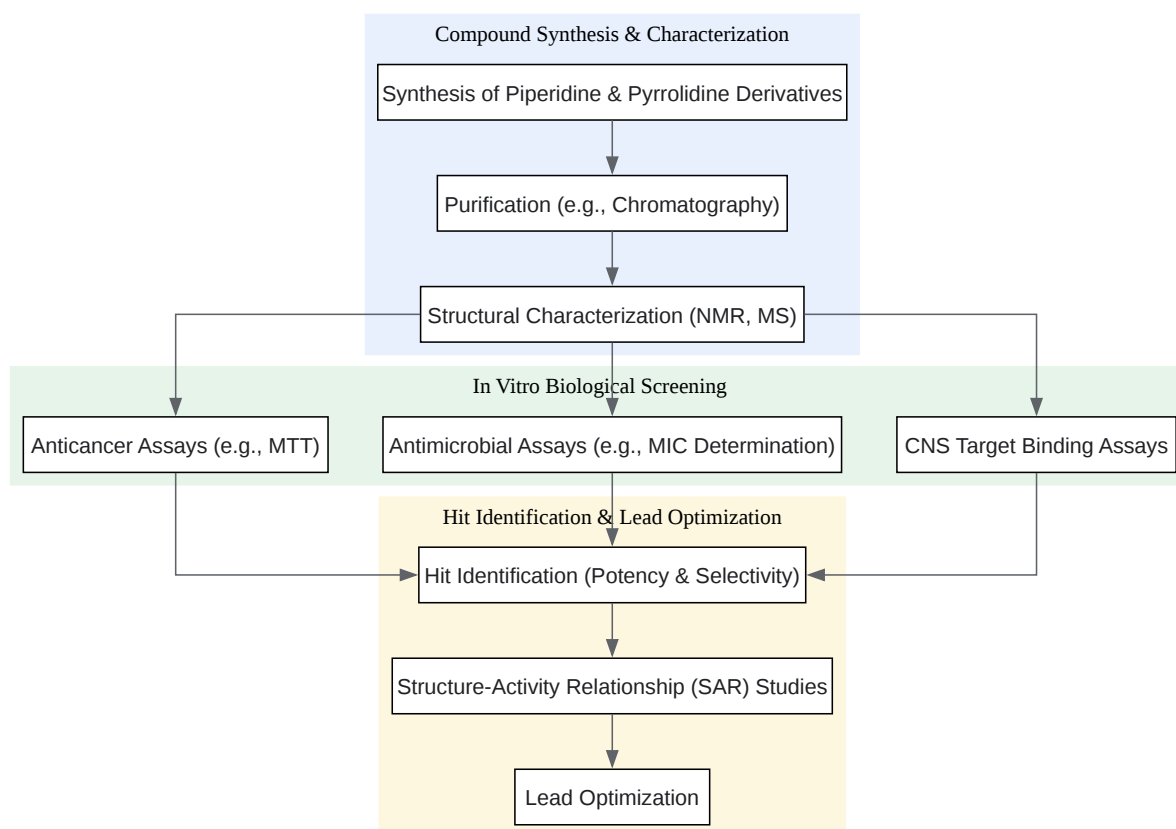 Compound Synthesis & Characterization
Synthesis of Piperidine & Pyrrolidine Derivatives
Purification (e.g., Chromatography)
Structural Characterization (NMR, MS)
In Vitro Biological Screening
Anticancer Assays (e.g., MTT)
Antimicrobial Assays (e.g., MIC Determination)
CNS Target Binding Assays
Hit Identification & Lead Optimization
Hit Identification (Potency & Selectivity)
Structure-Activity Relationship (SAR) Studies
Lead Optimization